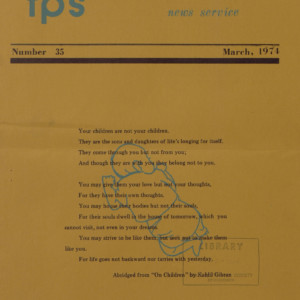 fps
news service
Number 35 March, 1974
Your children are not your children.
They are the sons and daughters of life's longing for itself.
They come through you but not from you;
And though they are with you they belong not to you.
You may give them your love but not your thoughts,
For they have their own thoughts.
You may house their bodies but not their souls,
For their souls dwell in the house of tomorrow, which you
cannot visit, not even in your dreams.
You may strive to be like them, but seek not to make them
like you.
For life goes not backward nor tarries with yesterday.
Abridged from "On Children" by Kahlil Gibran
LIBRARY